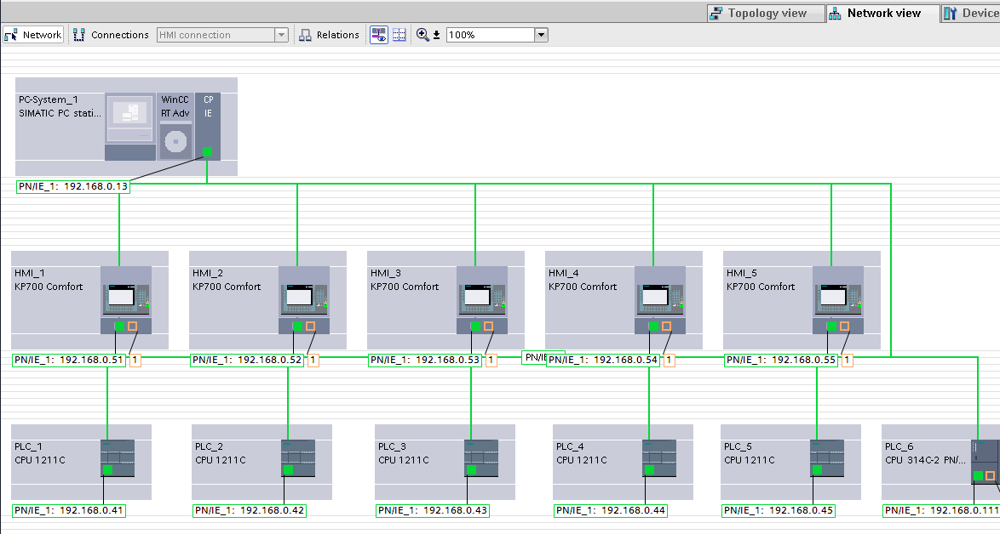 Topology view
Network view
Device
Network
Connections
HMI connection
Relations
100%
PC-System_1
SIMATIC PC stati...
WinCC
RT Adv
CP
IE
PN/IE_1: 192.168.0.13
HMI_1
KP700 Comfort
HMI_2
KP700 Comfort
HMI_3
KP700 Comfort
HMI_4
KP700 Comfort
HMI_5
KP700 Comfort
PN/IE_1: 192.168.0.51
1
PN/IE_1: 192.168.0.52
1
PN/IE_1: 192.168.0.53
1
PN/IE
PN/IE_1: 192.168.0.54
1
PN/IE_1: 192.168.0.55
1
PLC_1
CPU 1211C
PLC_2
CPU 1211C
PLC_3
CPU 1211C
PLC_4
CPU 1211C
PLC_5
CPU 1211C
PLC_6
CPU 314C-2 PN/...
PN/IE_1: 192.168.0.41
PN/IE_1: 192.168.0.42
PN/IE_1: 192.168.0.43
PN/IE_1: 192.168.0.44
PN/IE_1: 192.168.0.45
PN/IE_1: 192.168.0.111